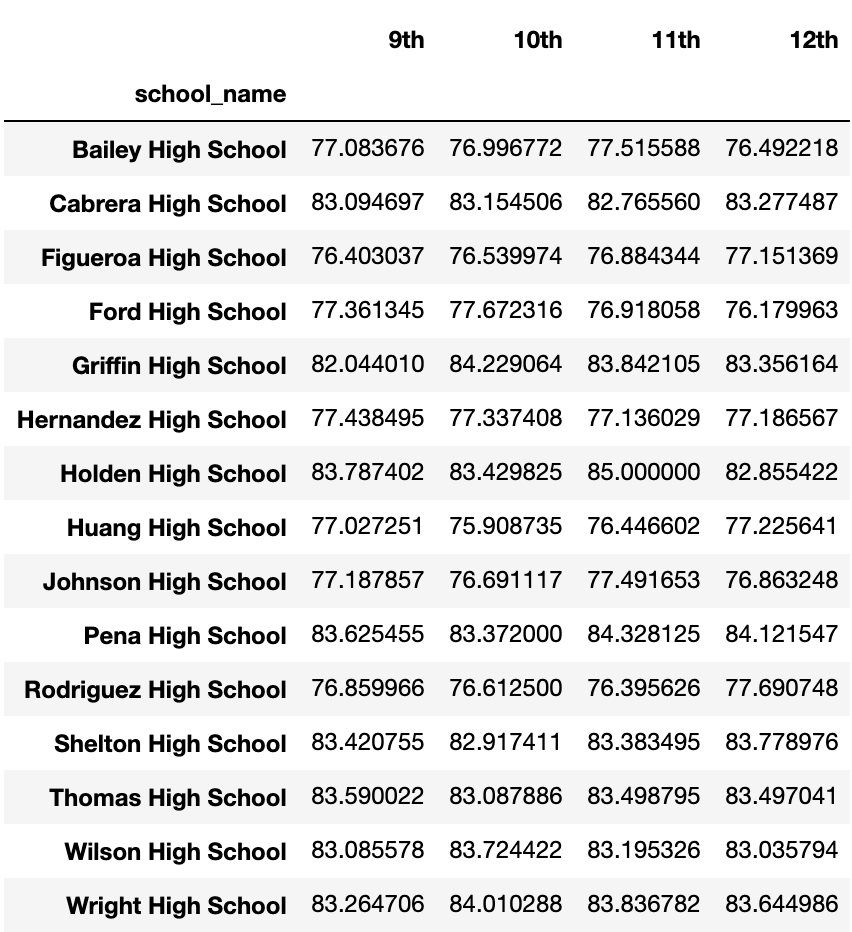 9th 10th 11th 12th
school_name
Bailey High School 77.083676 76.996772 77.515588 76.492218
Cabrera High School 83.094697 83.154506 82.765560 83.277487
Figueroa High School 76.403037 76.539974 76.884344 77.151369
Ford High School 77.361345 77.672316 76.918058 76.179963
Griffin High School 82.044010 84.229064 83.842105 83.356164
Hernandez High School 77.438495 77.337408 77.136029 77.186567
Holden High School 83.787402 83.429825 85.000000 82.855422
Huang High School 77.027251 75.908735 76.446602 77.225641
Johnson High School 77.187857 76.691117 77.491653 76.863248
Pena High School 83.625455 83.372000 84.328125 84.121547
Rodriguez High School 76.859966 76.612500 76.395626 77.690748
Shelton High School 83.420755 82.917411 83.383495 83.778976
Thomas High School 83.590022 83.087886 83.498795 83.497041
Wilson High School 83.085578 83.724422 83.195326 83.035794
Wright High School 83.264706 84.010288 83.836782 83.644986